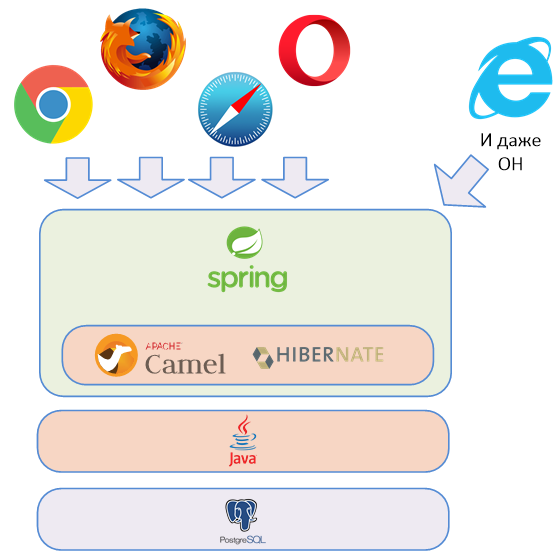 И даже
ОН
spring
APACHE
Camel
HIBERNATE
Java
PostgreSQL